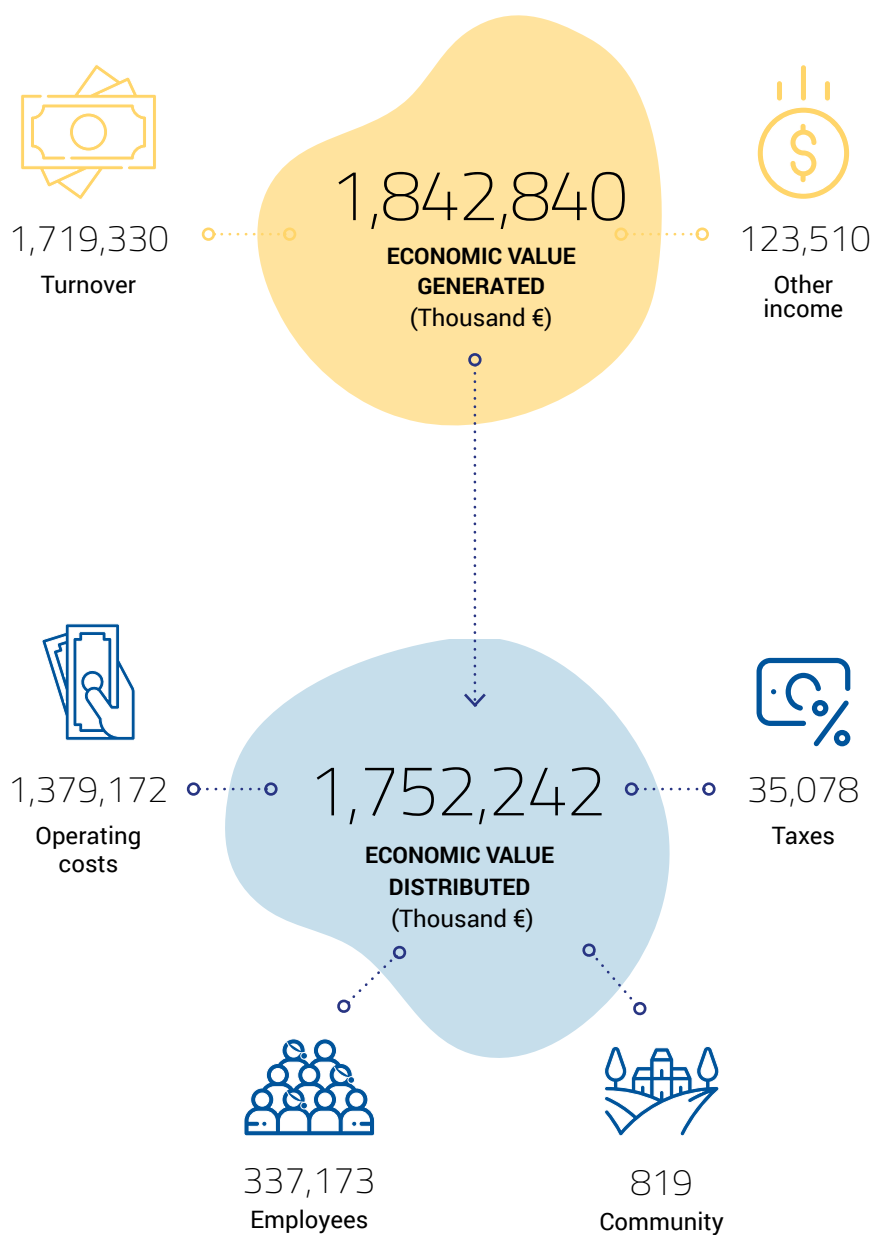 1,842,840
ECONOMIC VALUE
GENERATED
(Thousand €)
1,719,330
Turnover
$
123,510
Other
income
1,379,172
Operating
costs
1,752,242
ECONOMIC VALUE
DISTRIBUTED
(Thousand €)
%
35,078
Taxes
337,173
Employees
819
Community